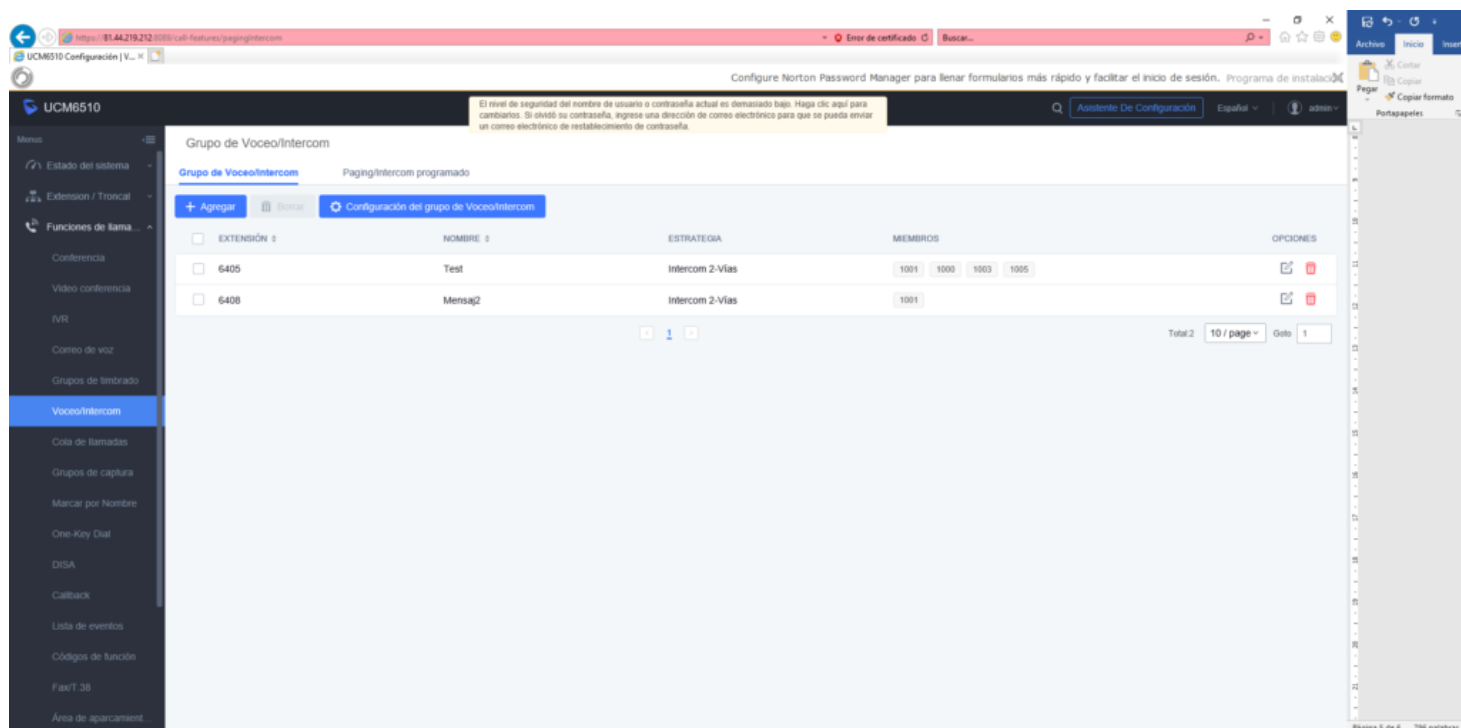 https://81.44.219.212:8089/call-features/pagingIntercom
Error de certificado
Buscar...
UCM6510 Configuración | V...
Configure Norton Password Manager para llenar formularios más rápido y facilitar el inicio de sesión. Programa de instalació
Archivo Inicio Inser
Cortar
Copiar
Pegar
Copiar formato
Portapapeles
UCM6510
El nivel de seguridad del nombre de usuario o contraseña actual es demasiado bajo. Haga clic aquí para
cambiarlos. Si olvidó su contraseña, ingrese una dirección de correo electrónico para que se pueda enviar
un correo electrónico de restablecimiento de contraseña.
Asistente De Configuración Español admin
Menus
Estado del sistema
Extension / Troncal
Funciones de llama...
Conferencia
Video conferencia
IVR
Correo de voz
Grupos de timbrado
Voceo/Intercom
Cola de llamadas
Grupos de captura
Marcar por Nombre
One-Key Dial
DISA
Callback
Lista de eventos
Códigos de función
Fax/T.38
Área de aparcamient...
Grupo de Voceo/Intercom
Grupo de Voceo/Intercom Paging/Intercom programado
+ Agregar Borrar Configuración del grupo de Voceo/Intercom
EXTENSIÓN NOMBRE ESTRATEGIA MIEMBROS OPCIONES
6405 Test Intercom 2-Vías 1001 1000 1003 1005
6408 Mensaj2 Intercom 2-Vías 1001
1
Total:2 10 / page Goto 1
Página 5 de 6 796 palabras